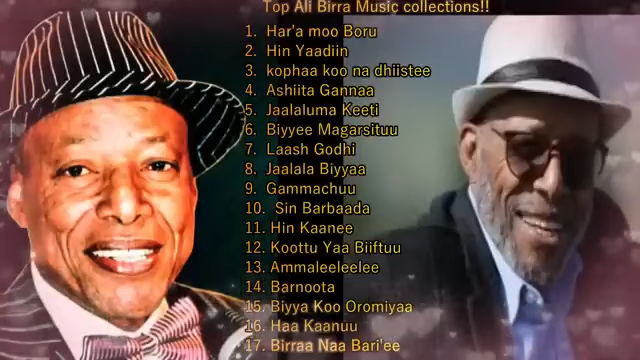 Top Ali Birra Music collections!!
1. Har'a moo Boru
2. Hin Yaadiin
3. kophaa koo na dhiistee
4. Ashiita Gannaa
5. Jaalaluma Keeti
6. Biyyee Magarsituu
7. Laash Godhi
8. Jaalala Biyyaa
9. Gammachuu
10. Sin Barbaada
11. Hin Kaanee
12. Koottu Yaa Biiftuu
13. Ammaleeleelee
14. Barnoota
15. Biyya Koo Oromiyaa
16. Haa Kaanuu
17. Birraa Naa Bari'ee